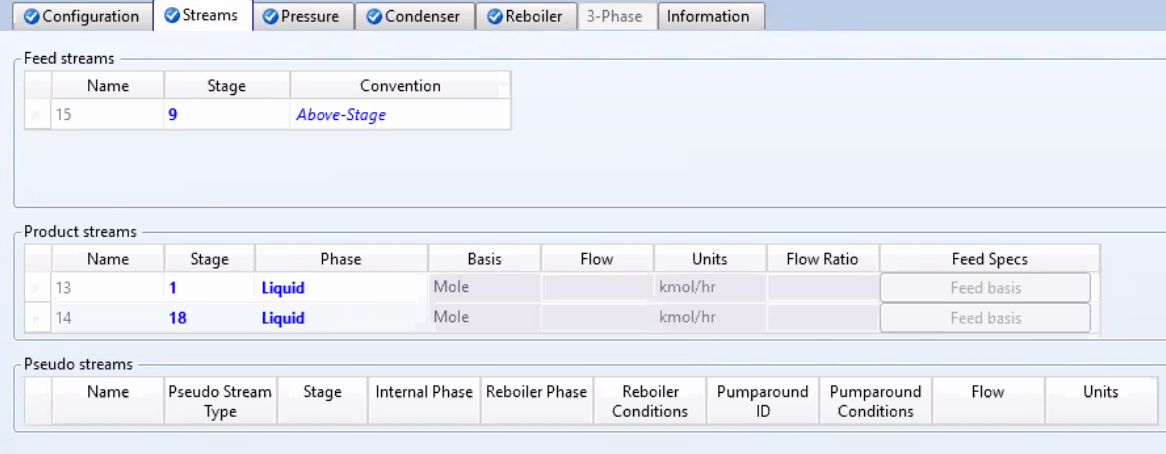 Configuration Streams Pressure Condenser Reboiler 3-Phase Information
Feed streams
Name Stage Convention
15 9 Above-Stage
Product streams
Name Stage Phase Basis Flow Units Flow Ratio Feed Specs
13 1 Liquid Mole kmol/hr Feed basis
14 18 Liquid Mole kmol/hr Feed basis
Pseudo streams
Name Pseudo Stream Stage Internal Phase Reboiler Phase Reboiler Pumparound Pumparound Flow Units
Type Conditions ID Conditions